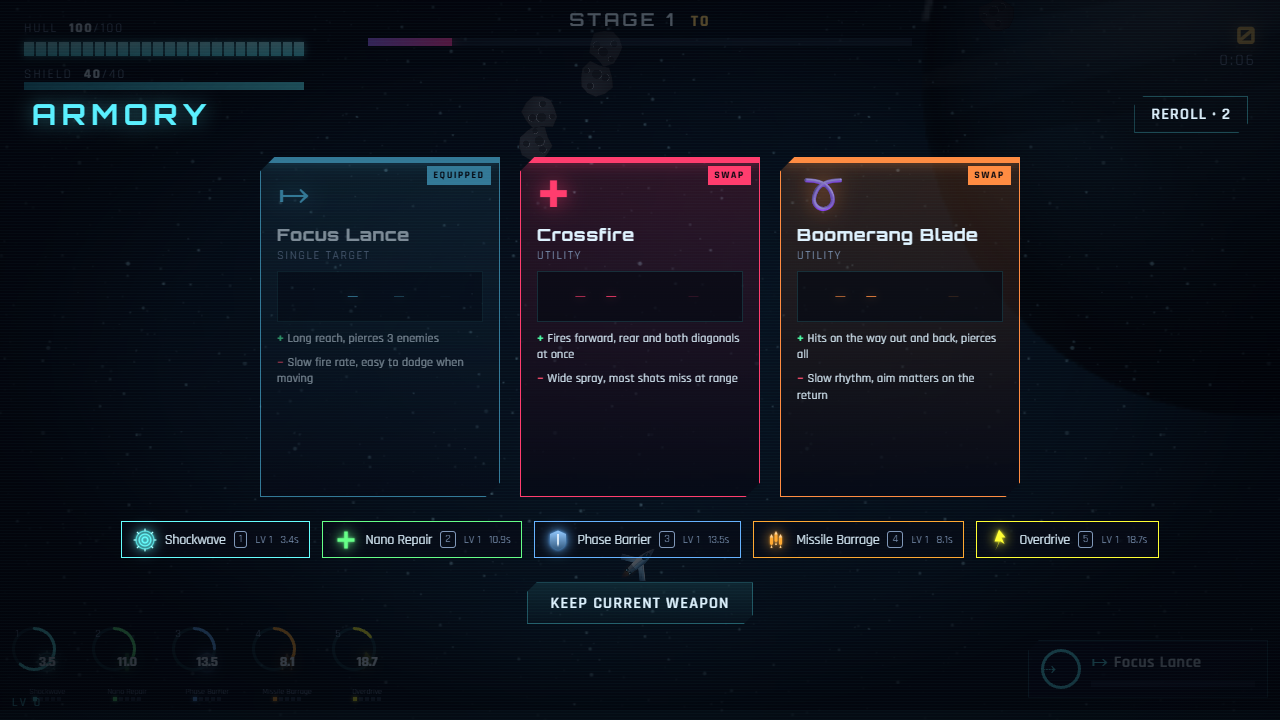 STAGE 1 TO
HULL 100/100
0:06
SHIELD 40/40
ARMORY
REROLL · 2
EQUIPPED
Focus Lance
SINGLE TARGET
+ Long reach, pierces 3 enemies
− Slow fire rate, easy to dodge when
moving
SWAP
Crossfire
UTILITY
+ Fires forward, rear and both diagonals
at once
− Wide spray, most shots miss at range
SWAP
Boomerang Blade
UTILITY
+ Hits on the way out and back, pierces
all
− Slow rhythm, aim matters on the
return
Shockwave 1 LV 1 3.4s
Nano Repair 2 LV 1 10.9s
Phase Barrier 3 LV 1 13.5s
Missile Barrage 4 LV 1 8.1s
Overdrive 5 LV 1 18.7s
KEEP CURRENT WEAPON
3.5 11.0 13.5 8.1 18.7
Focus Lance
LV